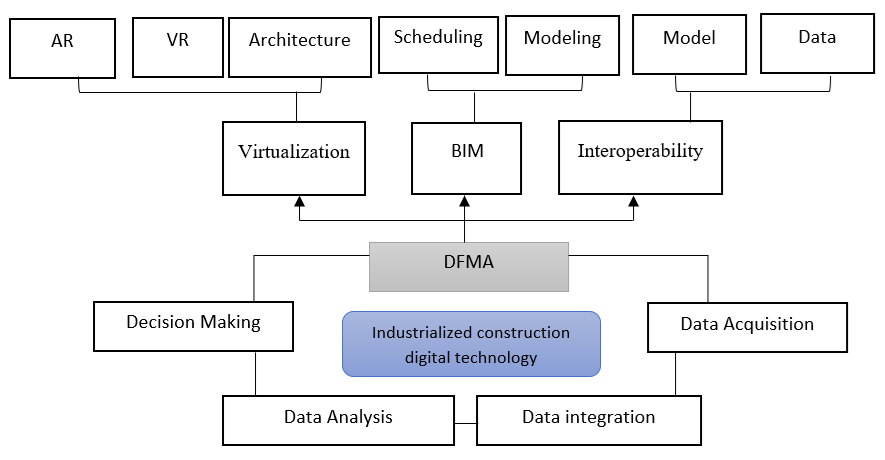 AR
VR
Architecture
Scheduling
Modeling
Model
Data
Virtualization
BIM
Interoperability
DFMA
Decision Making
Industrialized construction
digital technology
Data Acquisition
Data Analysis
Data integration